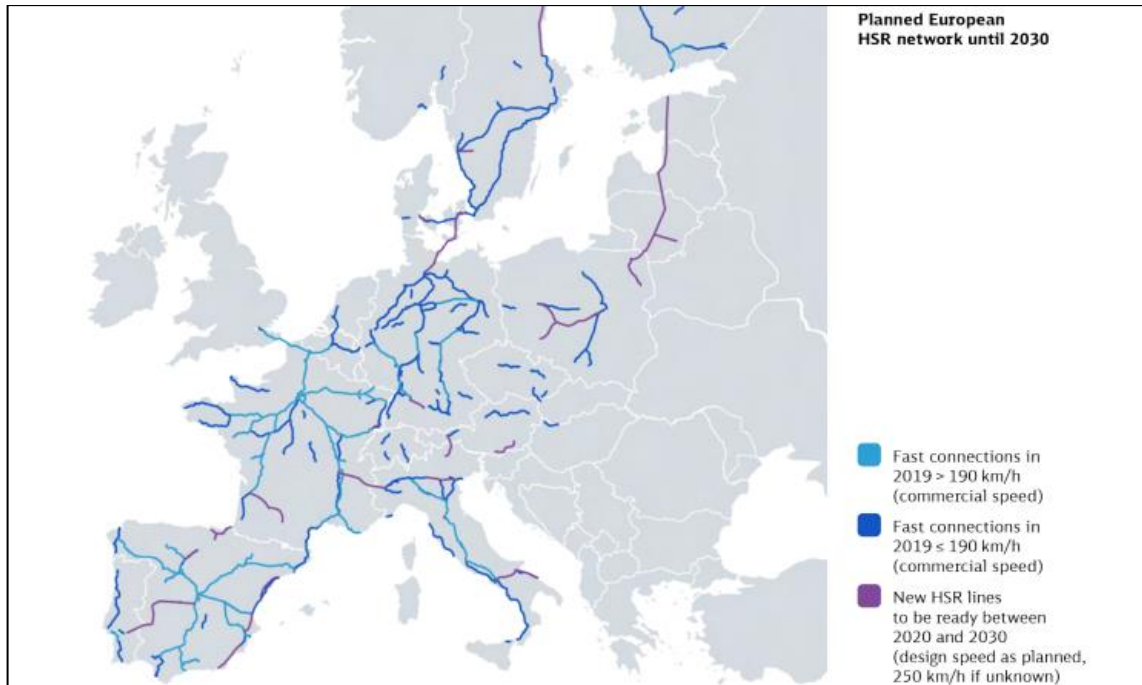 Planned European
HSR network until 2030
Fast connections in
2019 > 190 km/h
(commercial speed)
Fast connections in
2019 ≤ 190 km/h
(commercial speed)
New HSR lines
to be ready between
2020 and 2030
(design speed as planned,
250 km/h if unknown)